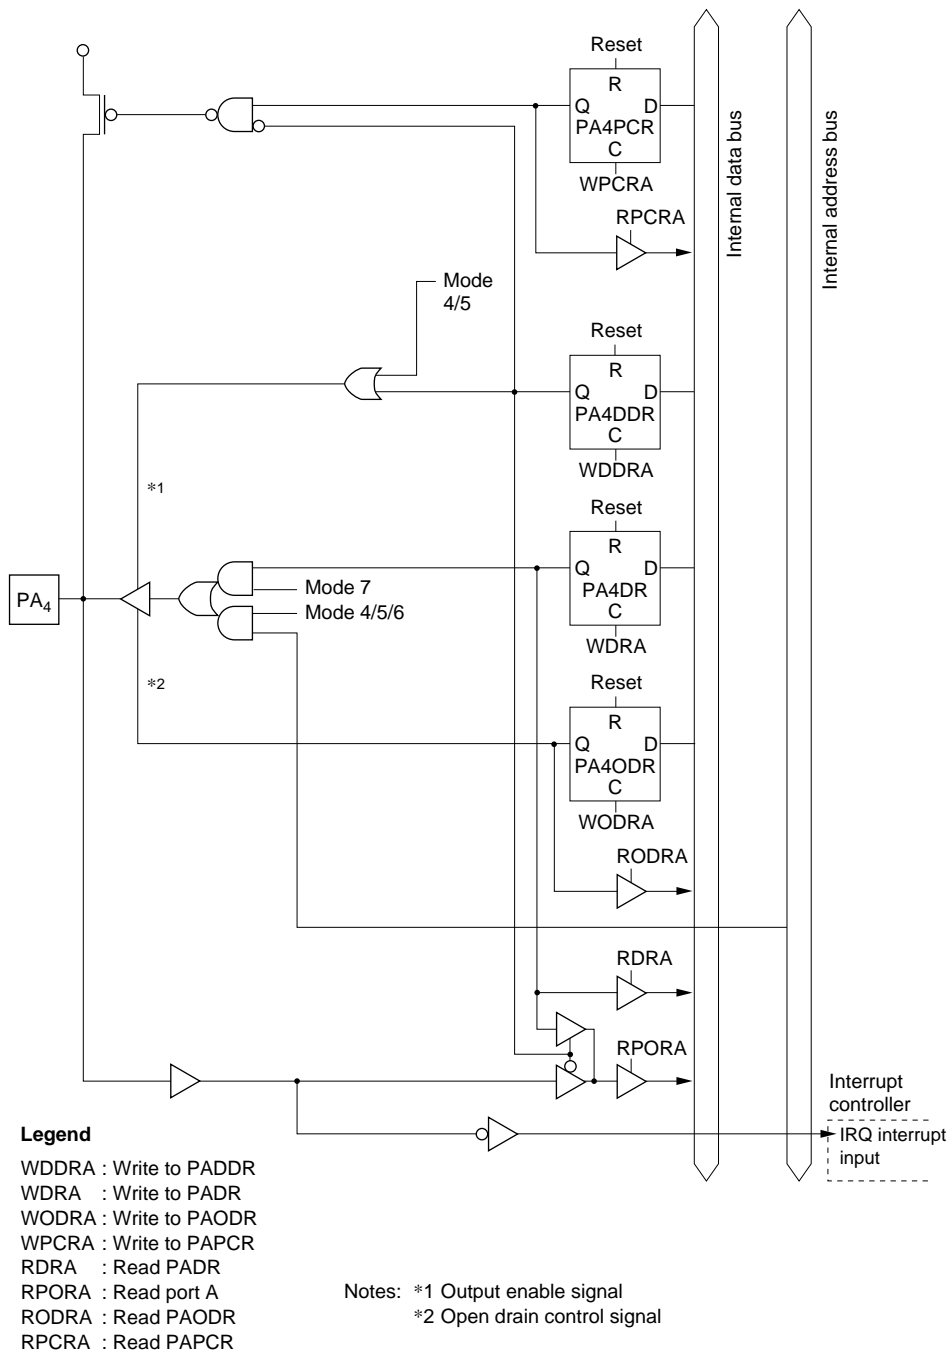 Reset
R
Q D
PA4PCR
C
WPCRA
RPCRA
Internal data bus
Internal address bus
Mode
4/5
Reset
R
Q D
PA4DDR
C
WDDRA
*1
Reset
R
Q D
PA4DR
C
WDRA
Mode 7
Mode 4/5/6
PA4
*2
Reset
R
Q D
PA4ODR
C
WODRA
RODRA
RDRA
RPORA
Interrupt
controller
IRQ interrupt
input
Legend
WDDRA : Write to PADDR
WDRA : Write to PADR
WODRA : Write to PAODR
WPCRA : Write to PAPCR
RDRA : Read PADR
RPORA : Read port A
RODRA : Read PAODR
RPCRA : Read PAPCR
Notes: *1 Output enable signal
*2 Open drain control signal